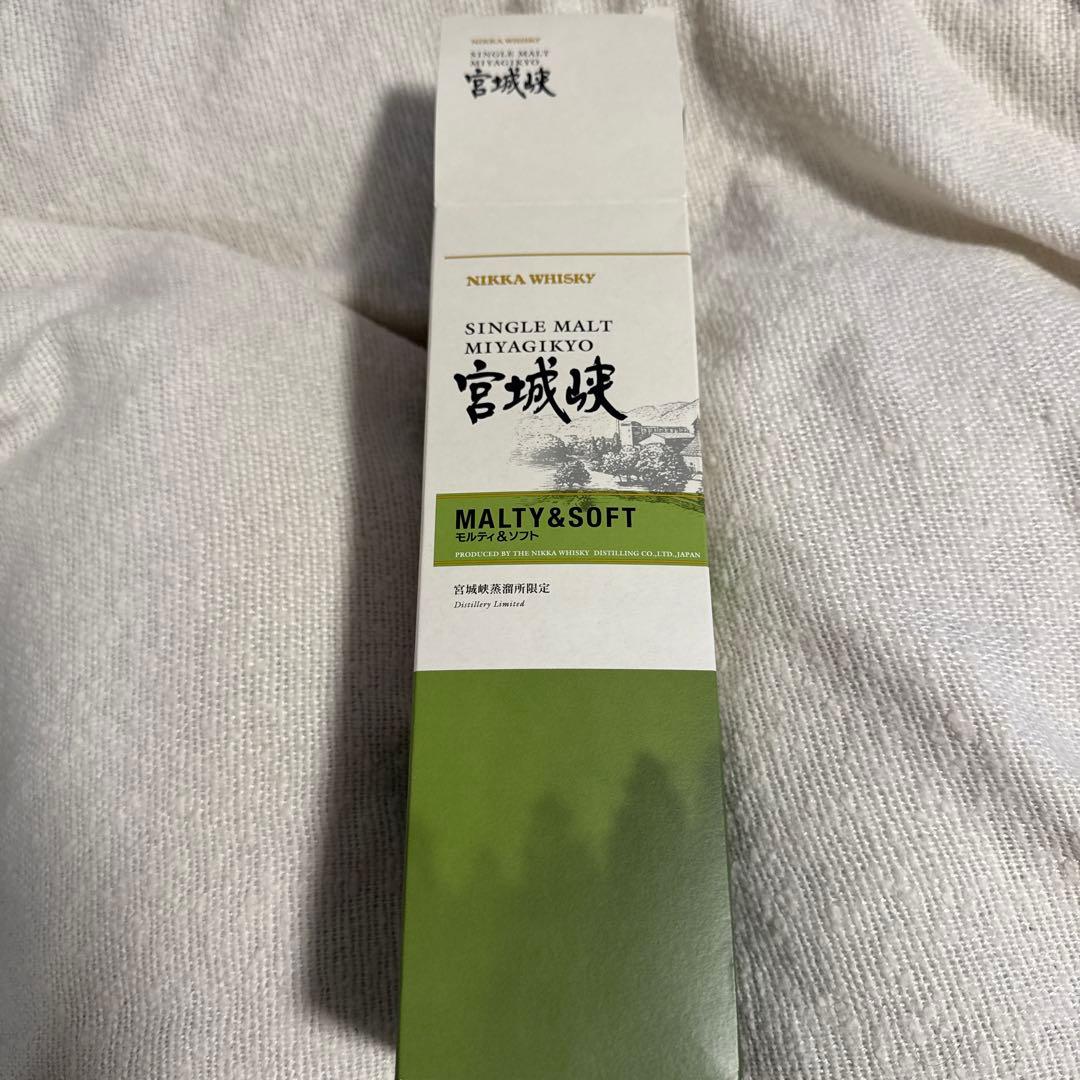 NIKKA WHISKY
SINGLE MALT
MIYAGIKYO
宮城峡
NIKKA WHISKY
SINGLE MALT
MIYAGIKYO
宮城峡
MALTY&SOFT
モルティ&ソフト
PRODUCED BY THE NIKKA WHISKY DISTILLING CO.,LTD.,JAPAN
宮城峡蒸溜所限定
Distillery Limited